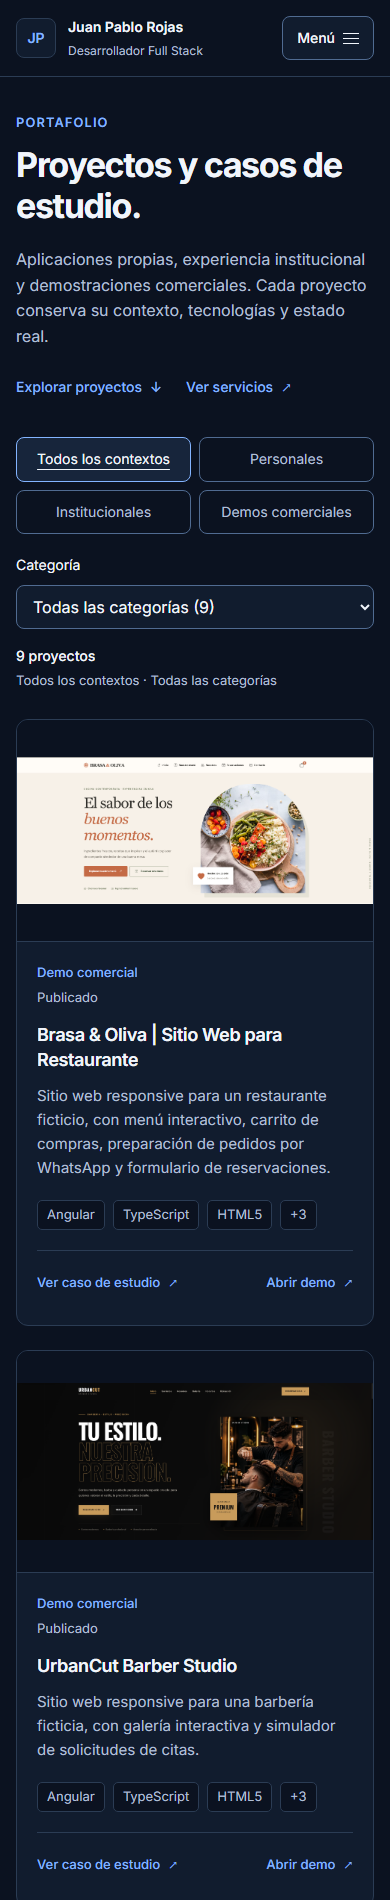 JP
Juan Pablo Rojas
Desarrollador Full Stack
Menú
PORTAFOLIO
Proyectos y casos de
estudio.
Aplicaciones propias, experiencia institucional
y demostraciones comerciales. Cada proyecto
conserva su contexto, tecnologías y estado
real.
Explorar proyectos ↓ Ver servicios ↗
Todos los contextos Personales
Institucionales Demos comerciales
Categoría
Todas las categorías (9)
9 proyectos
Todos los contextos · Todas las categorías
BRASA & OLIVA
El sabor de los
buenos
momentos.
Demo comercial
Publicado
Brasa & Oliva | Sitio Web para
Restaurante
Sitio web responsive para un restaurante
ficticio, con menú interactivo, carrito de
compras, preparación de pedidos por
WhatsApp y formulario de reservaciones.
Angular TypeScript HTML5 +3
Ver caso de estudio ↗ Abrir demo ↗
URBANCUT
TU ESTILO.
NUESTRA
PRECISIÓN.
PREMIUM
BARBER STUDIO
Demo comercial
Publicado
UrbanCut Barber Studio
Sitio web responsive para una barbería
ficticia, con galería interactiva y simulador
de solicitudes de citas.
Angular TypeScript HTML5 +3
Ver caso de estudio ↗ Abrir demo ↗